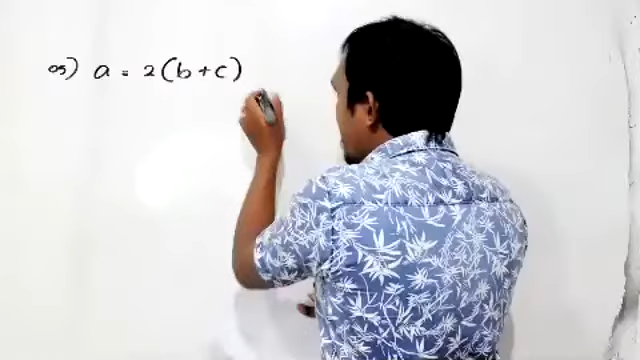 05) a = 2(b+c)